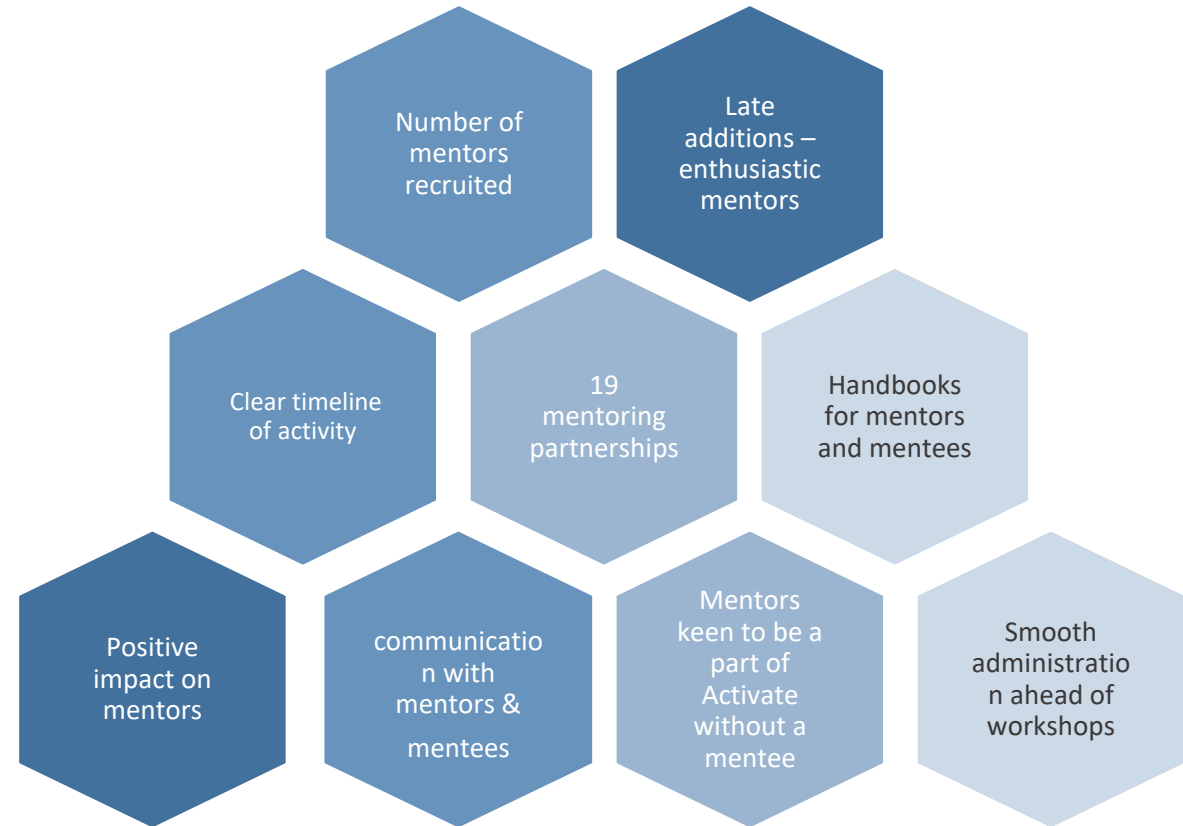 Number of
mentors
recruited
Late
additions –
enthusiastic
mentors
Clear timeline
of activity
19
mentoring
partnerships
Handbooks
for mentors
and mentees
Positive
impact on
mentors
communicatio
n with
mentors &
mentees
Mentors
keen to be a
part of
Activate
without a
mentee
Smooth
administratio
n ahead of
workshops